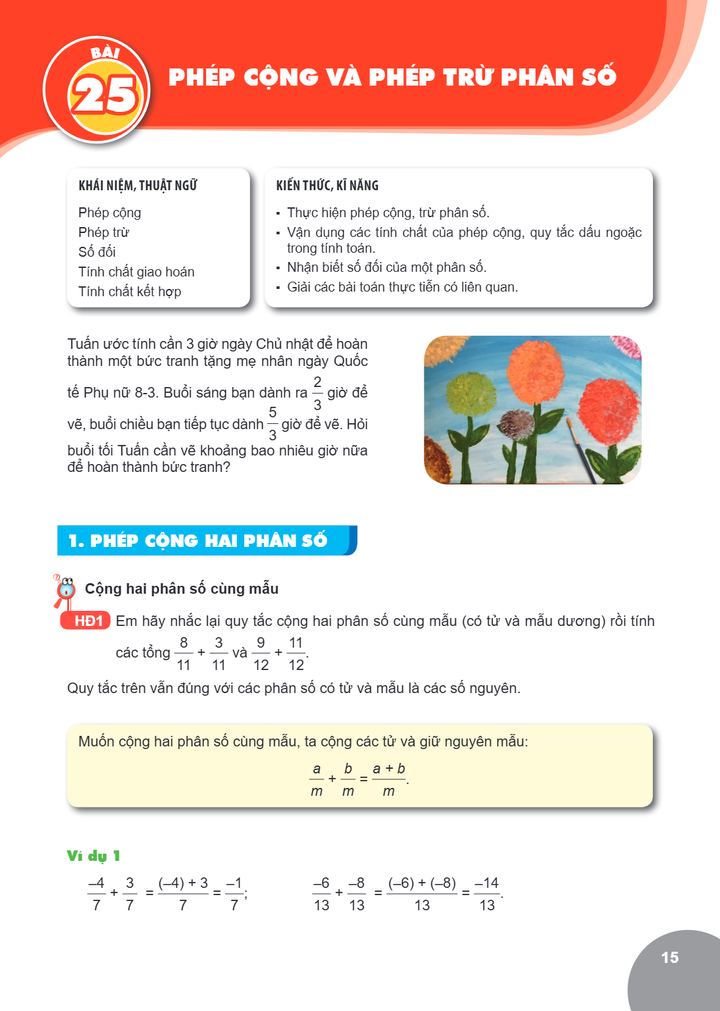 BÀI
25
PHÉP CỘNG VÀ PHÉP TRỪ PHÂN SỐ
KHÁI NIỆM, THUẬT NGỮ
Phép cộng
Phép trừ
Số đối
Tính chất giao hoán
Tính chất kết hợp
KIẾN THỨC, KĨ NĂNG
▪ Thực hiện phép cộng, trừ phân số.
▪ Vận dụng các tính chất của phép cộng, quy tắc dấu ngoặc
trong tính toán.
▪ Nhận biết số đối của một phân số.
▪ Giải các bài toán thực tiễn có liên quan.
Tuấn ước tính cần 3 giờ ngày Chủ nhật để hoàn
thành một bức tranh tặng mẹ nhân ngày Quốc
tế Phụ nữ 8-3. Buổi sáng bạn dành ra 2/3 giờ để
vẽ, buổi chiều bạn tiếp tục dành 5/3 giờ để vẽ. Hỏi
buổi tối Tuấn cần vẽ khoảng bao nhiêu giờ nữa
để hoàn thành bức tranh?
1. PHÉP CỘNG HAI PHÂN SỐ
Cộng hai phân số cùng mẫu
HĐ1 Em hãy nhắc lại quy tắc cộng hai phân số cùng mẫu (có tử và mẫu dương) rồi tính
các tổng 8/11 + 3/11 và 9/12 + 11/12.
Quy tắc trên vẫn đúng với các phân số có tử và mẫu là các số nguyên.
Muốn cộng hai phân số cùng mẫu, ta cộng các tử và giữ nguyên mẫu:
a/m + b/m = a + b/m.
Ví dụ 1
–4/7 + 3/7 = (–4) + 3/7 = –1/7; –6/13 + –8/13 = (–6) + (–8)/13 = –14/13.
15